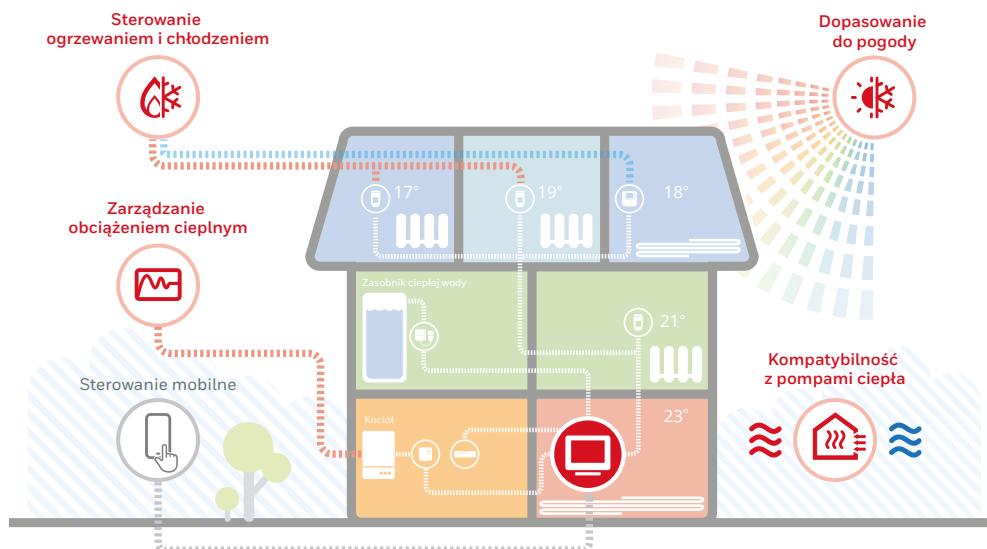 Sterowanie
ogrzewaniem i chłodzeniem
Dopasowanie
do pogody
17°
19°
18°
Zarządzanie
obciążeniem cieplnym
Zasobnik ciepłej wody
21°
Kompatybilność
z pompami ciepła
Sterowanie mobilne
Kocioł
23°